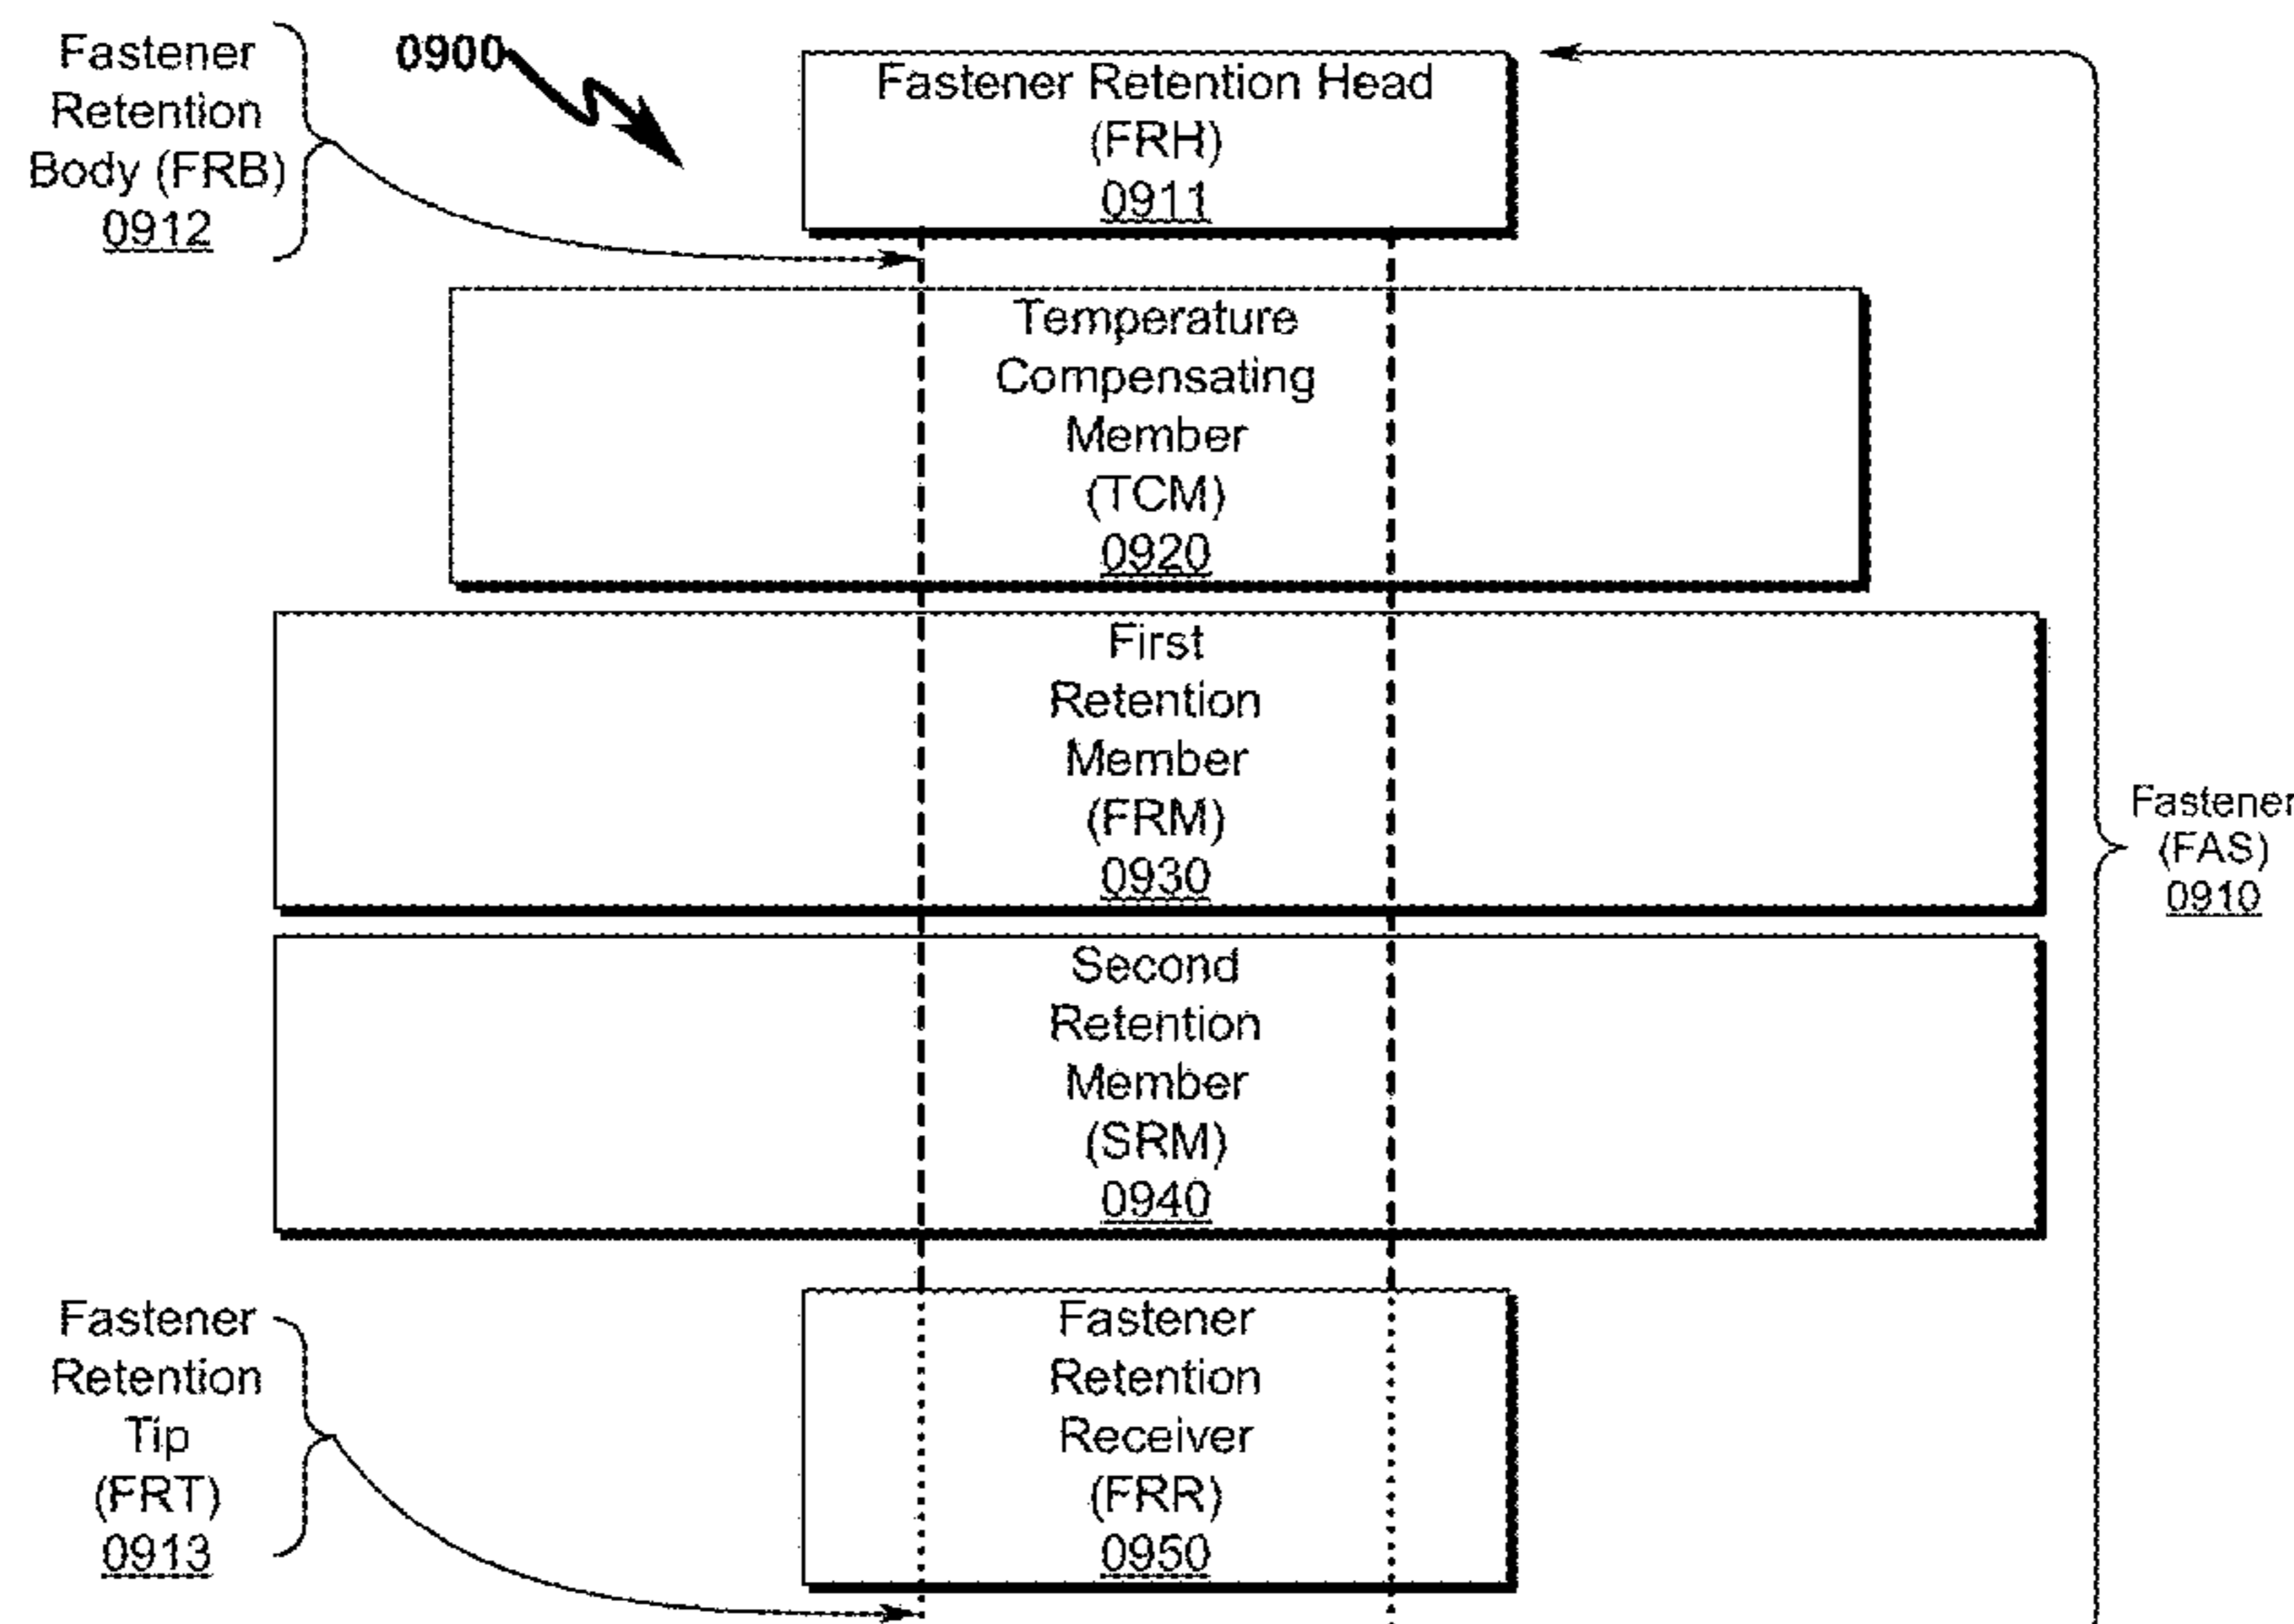 Fastener
Retention
Body (FRB)
0912
0900
Fastener Retention Head
(FRH)
0911
Temperature
Compensating
Member
(TCM)
0920
First
Retention
Member
(FRM)
0930
Fastener
(FAS)
0910
Second
Retention
Member
(SRM)
0940
Fastener
Retention
Tip
(FRT)
0913
Fastener
Retention
Receiver
(FRR)
0950